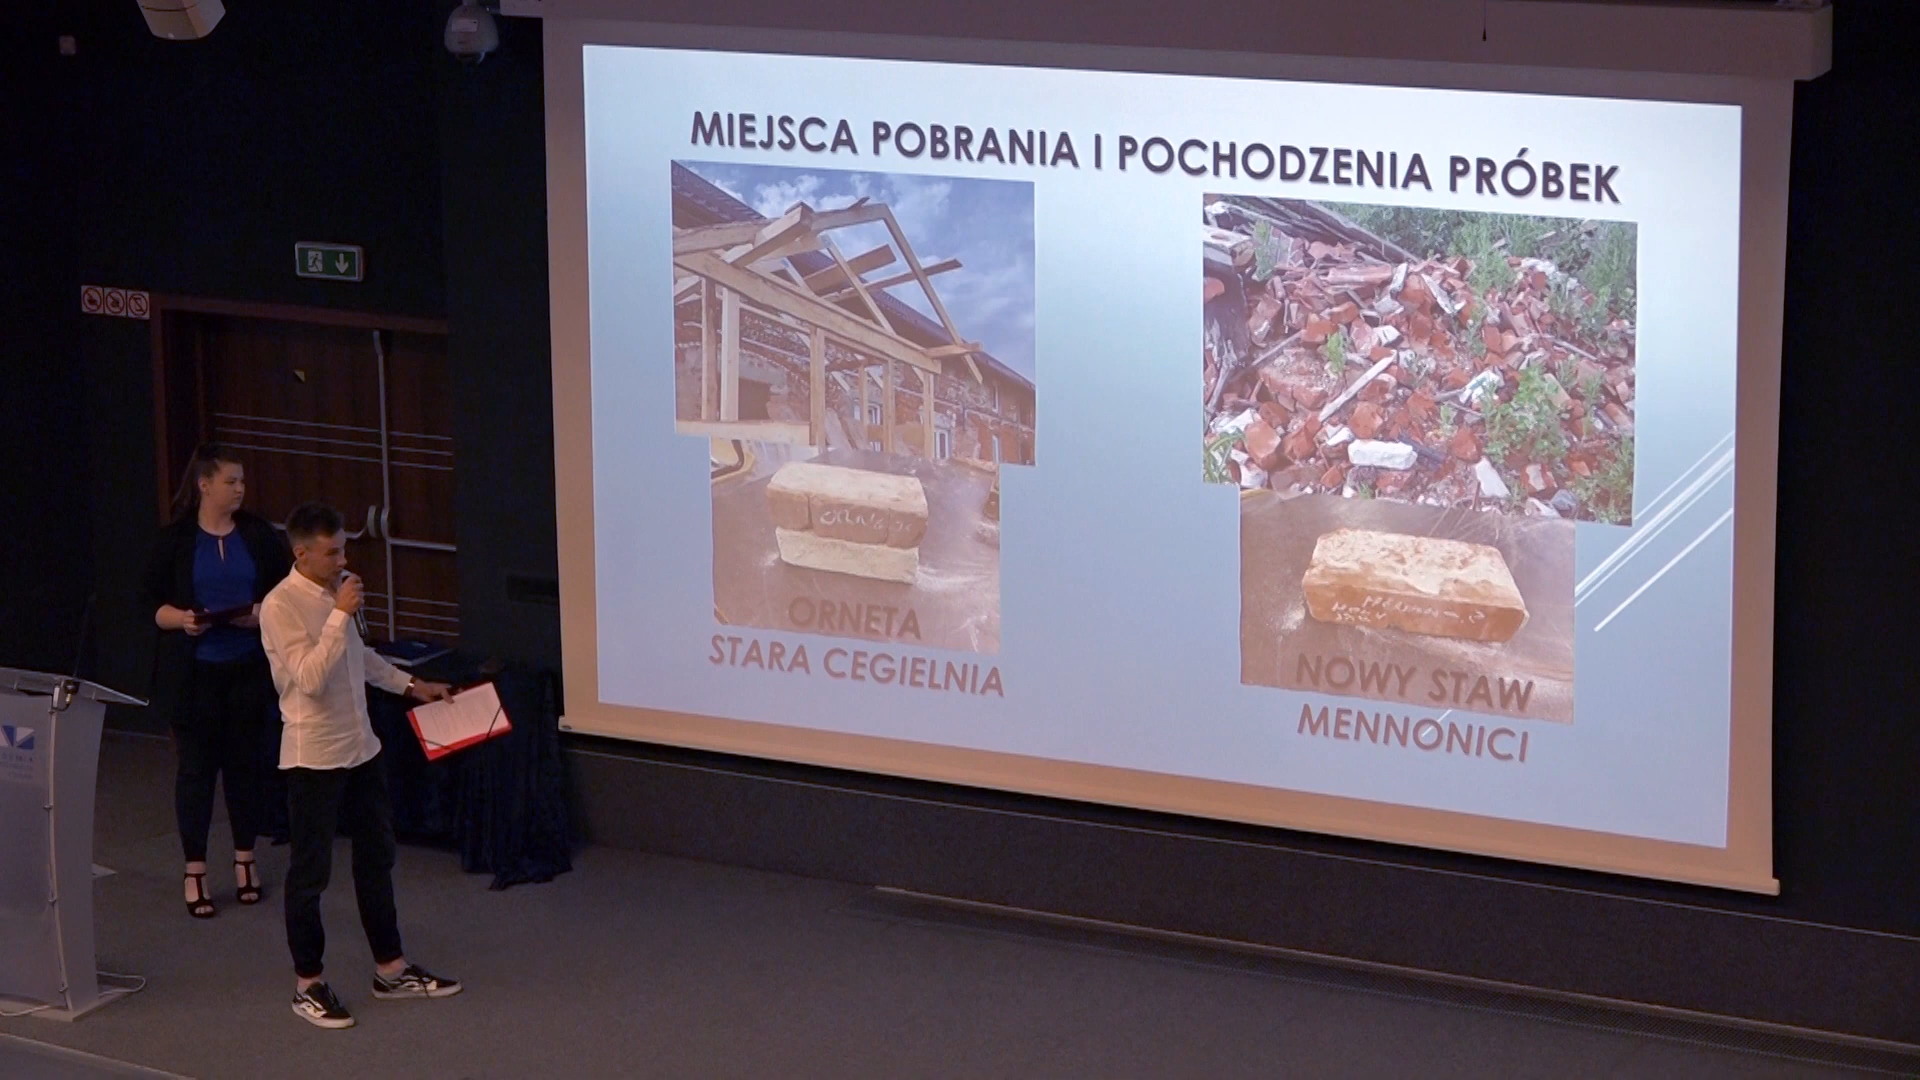 MIEJSCA POBRANIA I POCHODZENIA PRÓBEK
ORNETA
STARA CEGIELNIA
NOWY STAW
MENNONICI